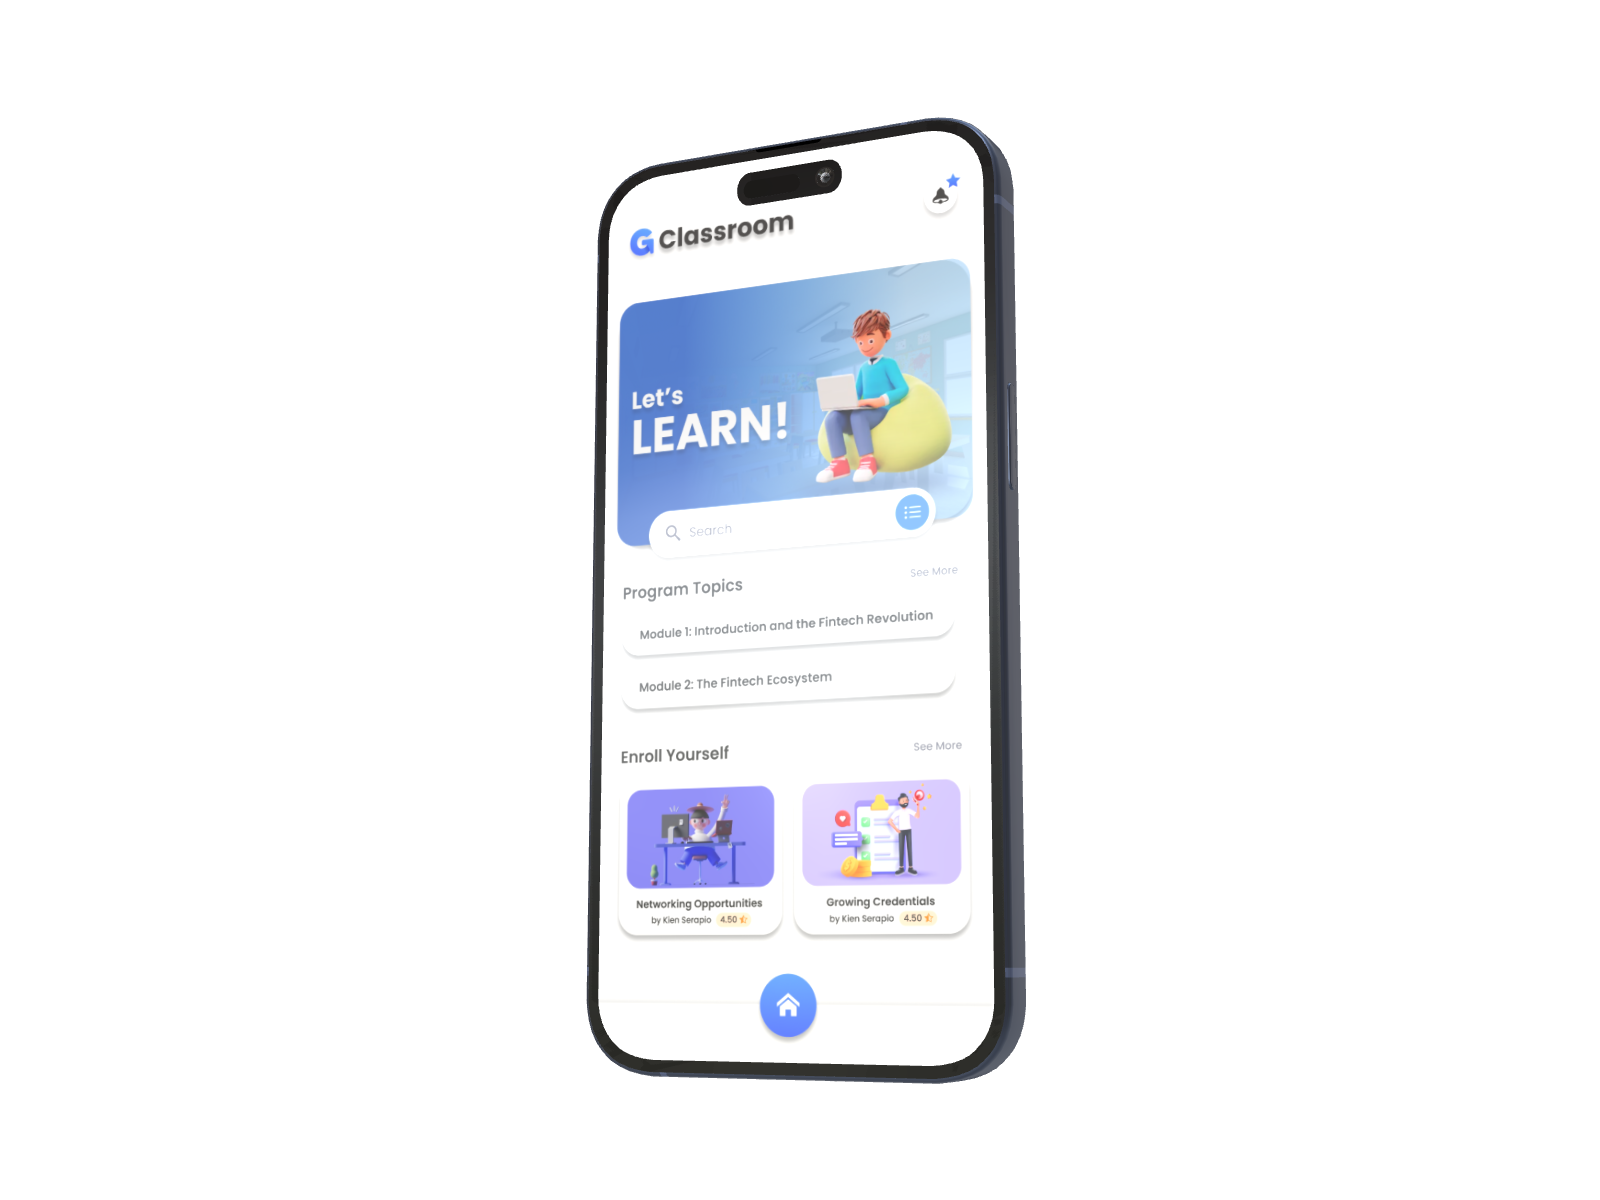 G Classroom
Let's
LEARN!
Search
Program Topics
See More
Module 1: Introduction and the Fintech Revolution
Module 2: The Fintech Ecosystem
Enroll Yourself
See More
Networking Opportunities
by Kien Serapio 4.50
Growing Credentials
by Kien Serapio 4.50